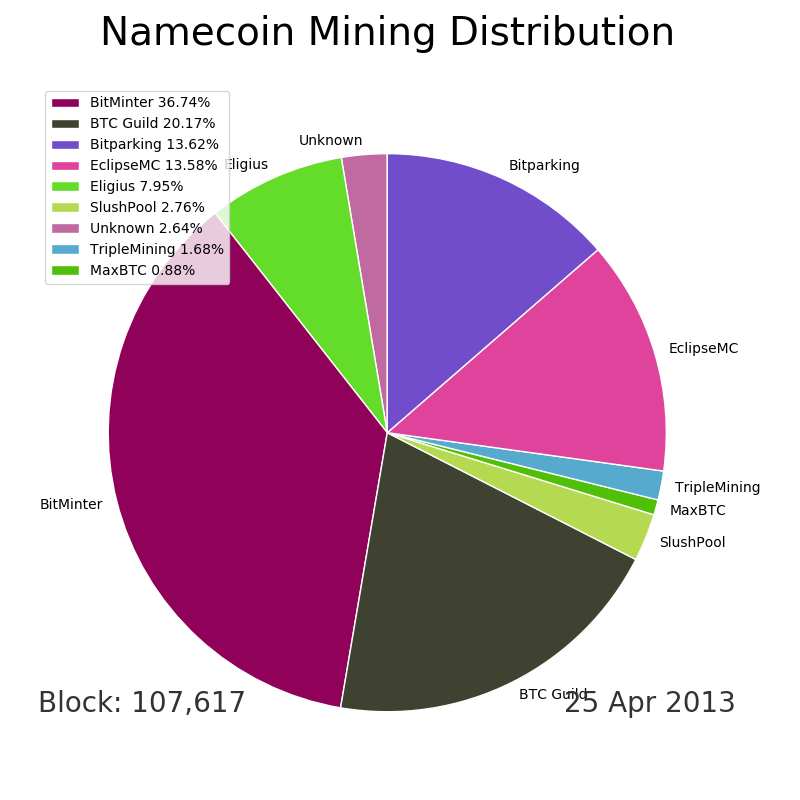 Namecoin Mining Distribution
BitMinter 36.74%
BTC Guild 20.17%
Bitparking 13.62%
EclipseMC 13.58%
Eligius 7.95%
SlushPool 2.76%
Unknown 2.64%
TripleMining 1.68%
MaxBTC 0.88%
Unknown
Eligius
Bitparking
EclipseMC
TripleMining
MaxBTC
SlushPool
BitMinter
BTC Guild
Block: 107,617
25 Apr 2013